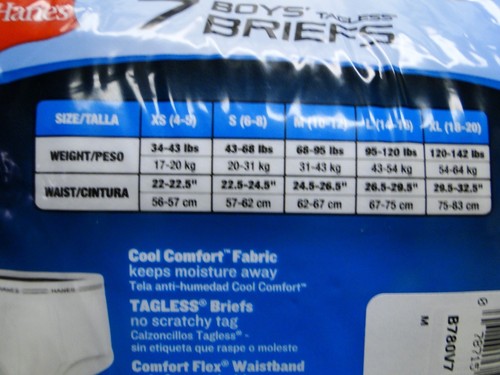 Hanes
7 BOYS' TAGLESS®
BRIEFS
SIZE/TALLA XS (4-5) S (6-8) M (10-12) L (14-16) XL (18-20)
WEIGHT/PESO 34-43 lbs 43-68 lbs 68-95 lbs 95-120 lbs 120-142 lbs
17-20 kg 20-31 kg 31-43 kg 43-54 kg 54-64 kg
WAIST/CINTURA 22-22.5" 22.5-24.5" 24.5-26.5" 26.5-29.5" 29.5-32.5"
56-57 cm 57-62 cm 62-67 cm 67-75 cm 75-83 cm
Cool Comfort™ Fabric
keeps moisture away
Tela anti-humedad Cool Comfort™
TAGLESS® Briefs
no scratchy tag
Calzoncillos Tagless® -
sin etiqueta que raspe o moleste
Comfort Flex® Waistband
HANES
B780V7
M
0 78715